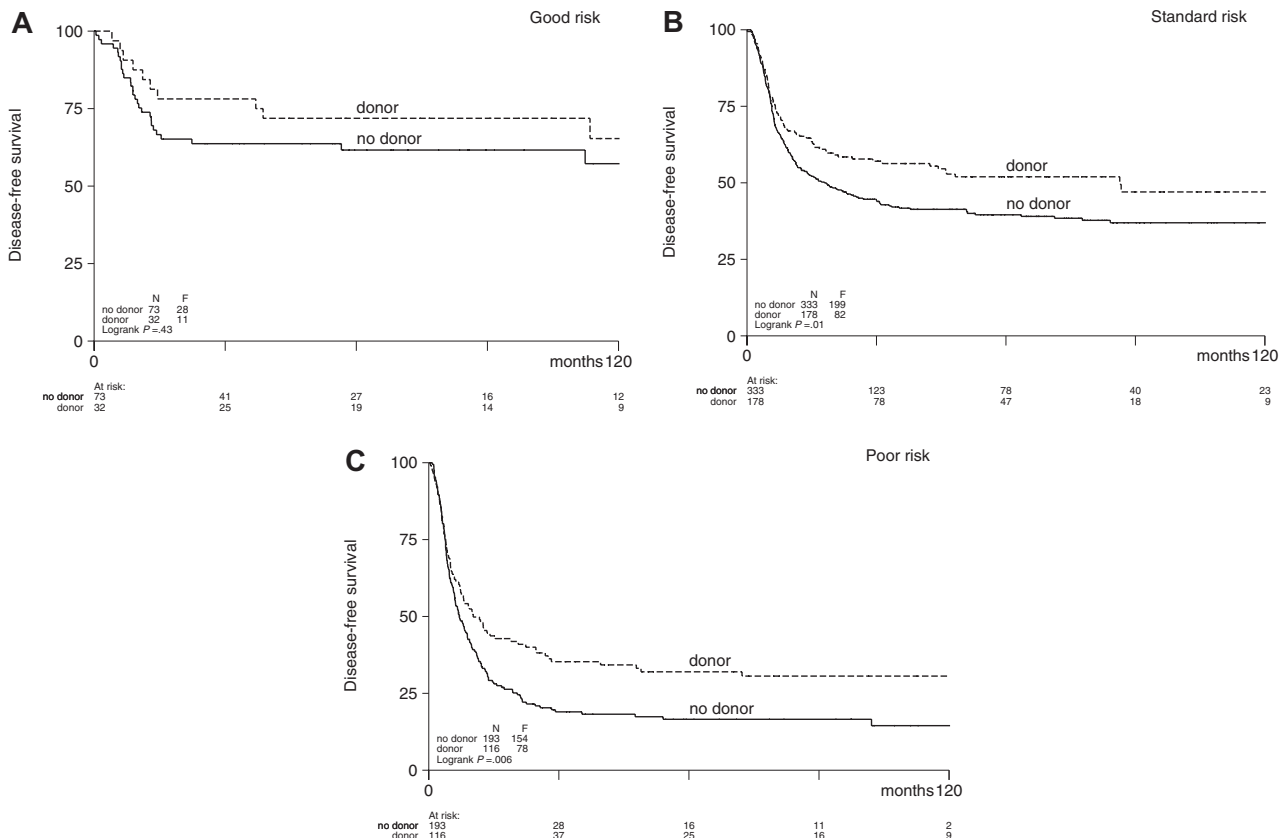 A
Good risk
100
75
50
25
0
Disease-free survival
donor
no donor
N F
no donor 73 28
donor 32 11
Logrank P =.43
0 months 120
At risk:
no donor 73 41 27 16 12
donor 32 25 19 14 9
B
Standard risk
100
75
50
25
0
Disease-free survival
donor
no donor
N F
no donor 333 199
donor 178 82
Logrank P =.01
0 months 120
At risk:
no donor 333 123 78 40 23
donor 178 78 47 18 9
C
Poor risk
100
75
50
25
0
Disease-free survival
donor
no donor
N F
no donor 193 154
donor 116 78
Logrank P =.006
0 months 120
At risk:
no donor 193 28 16 11 2
donor 116 37 25 16 9